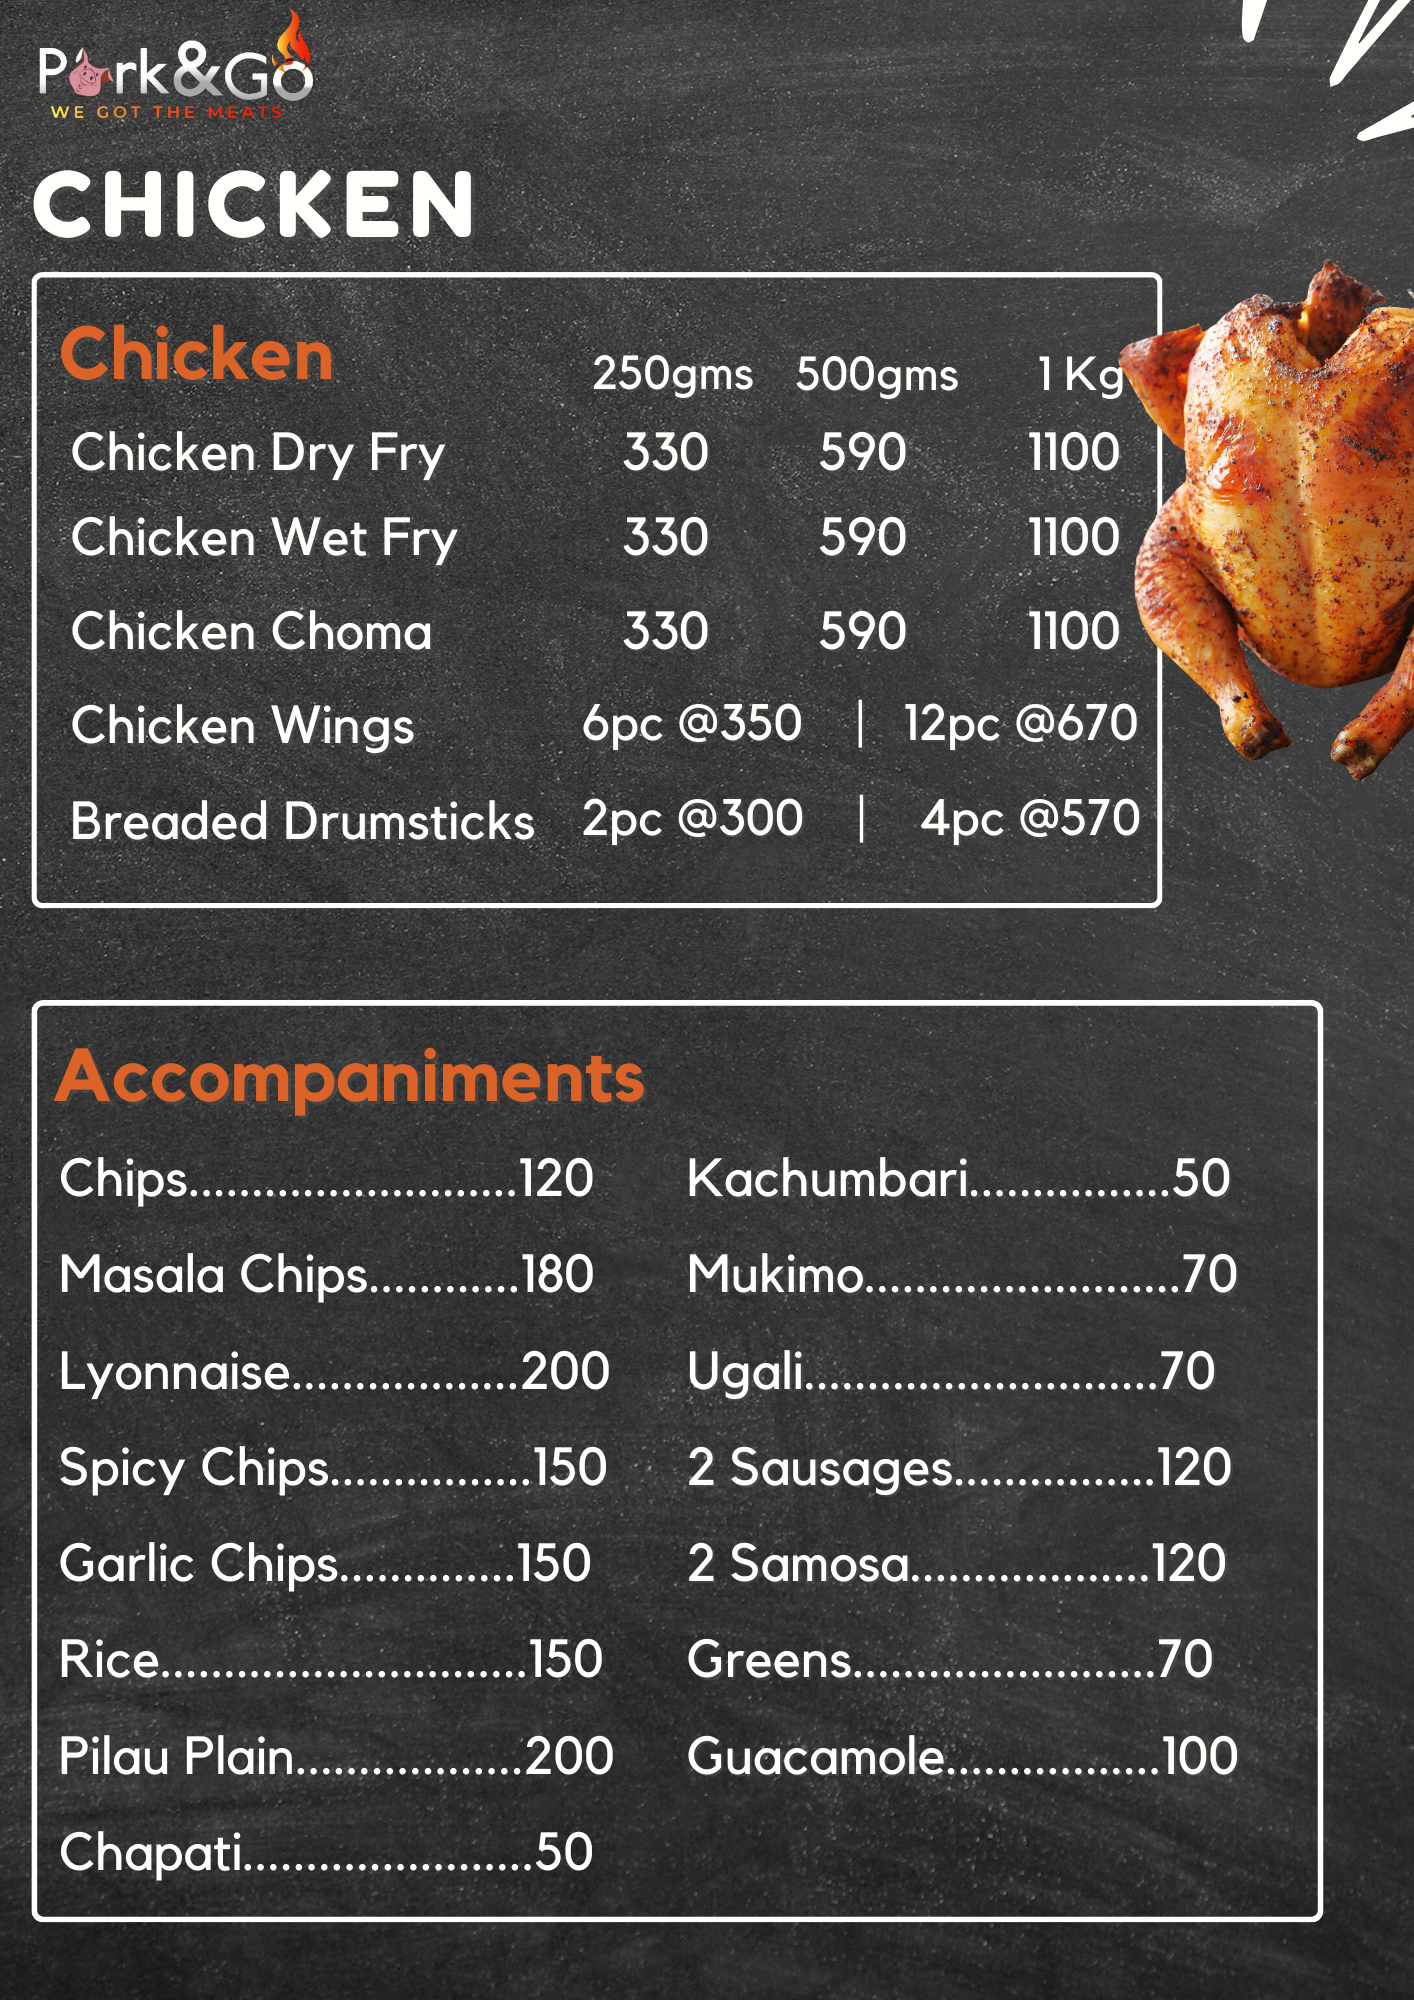 Pork&Go
WE GOT THE MEATS
CHICKEN
Chicken 250gms 500gms 1 Kg
Chicken Dry Fry 330 590 1100
Chicken Wet Fry 330 590 1100
Chicken Choma 330 590 1100
Chicken Wings 6pc @350 | 12pc @670
Breaded Drumsticks 2pc @300 | 4pc @570
Accompaniments
Chips..........................120
Masala Chips............180
Lyonnaise..................200
Spicy Chips................150
Garlic Chips..............150
Rice.............................150
Pilau Plain..................200
Chapati.......................50
Kachumbari................50
Mukimo.........................70
Ugali............................70
2 Sausages................120
2 Samosa...................120
Greens........................70
Guacamole.................100